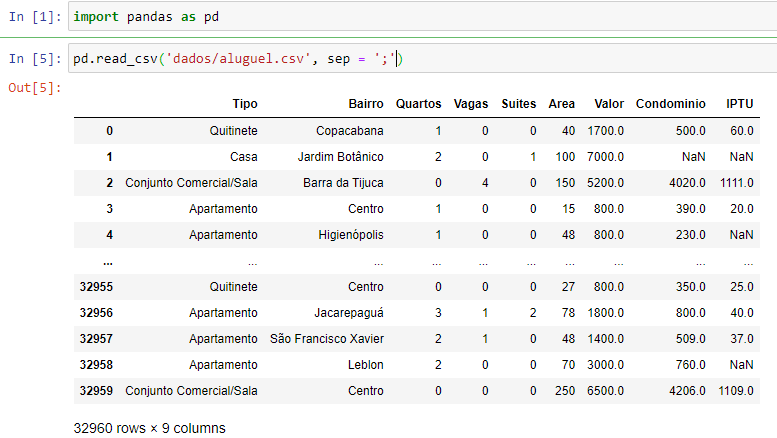 In [1]: import pandas as pd
In [5]: pd.read_csv('dados/aluguel.csv', sep = ';')
Out[5]:
Tipo Bairro Quartos Vagas Suites Area Valor Condominio IPTU
0 Quitinete Copacabana 1 0 0 40 1700.0 500.0 60.0
1 Casa Jardim Botânico 2 0 1 100 7000.0 NaN NaN
2 Conjunto Comercial/Sala Barra da Tijuca 0 4 0 150 5200.0 4020.0 1111.0
3 Apartamento Centro 1 0 0 15 800.0 390.0 20.0
4 Apartamento Higienópolis 1 0 0 48 800.0 230.0 NaN
... ... ... ... ... ... ... ... ... ...
32955 Quitinete Centro 0 0 0 27 800.0 350.0 25.0
32956 Apartamento Jacarepaguá 3 1 2 78 1800.0 800.0 40.0
32957 Apartamento São Francisco Xavier 2 1 0 48 1400.0 509.0 37.0
32958 Apartamento Leblon 2 0 0 70 3000.0 760.0 NaN
32959 Conjunto Comercial/Sala Centro 0 0 0 250 6500.0 4206.0 1109.0
32960 rows × 9 columns